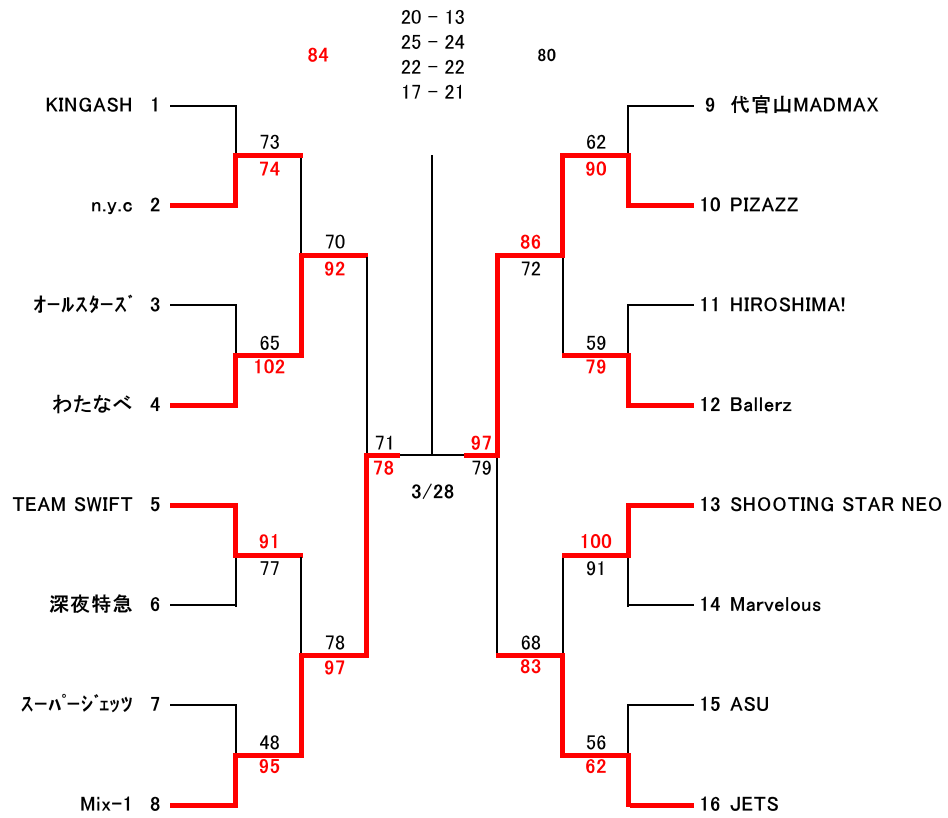 20 - 13
84 25 - 24 80
22 - 22
17 - 21
KINGASH 1
9 代官山MADMAX
73
74
62
90
n.y.c 2
10 PIZAZZ
70
92
86
72
ｵｰﾙｽﾀｰｽﾞ 3
11 HIROSHIMA!
65
102
59
79
わたなべ 4
12 Ballerz
71
78
97
79
3/28
TEAM SWIFT 5
13 SHOOTING STAR NEO
91
77
100
91
深夜特急 6
14 Marvelous
78
97
68
83
ｽｰﾊﾟｰｼﾞｪｯﾂ 7
15 ASU
48
95
56
62
Mix-1 8
16 JETS